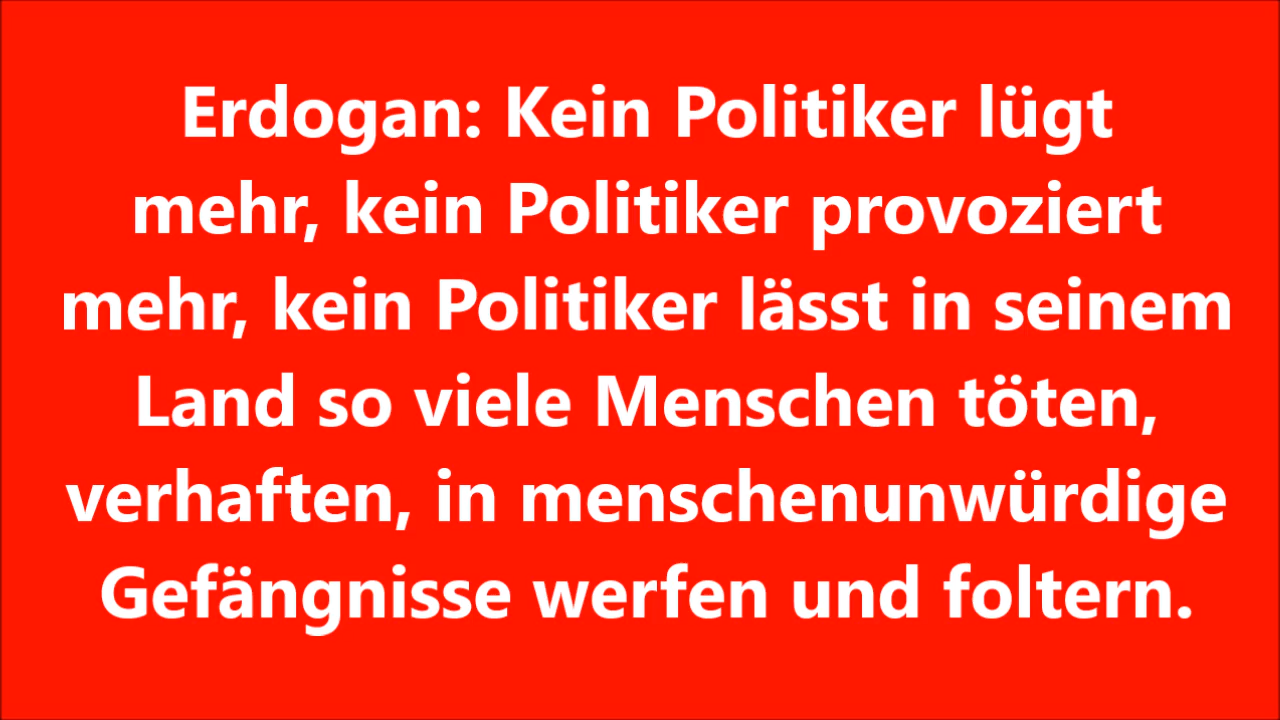 Erdogan: Kein Politiker lügt
mehr, kein Politiker provoziert
mehr, kein Politiker lässt in seinem
Land so viele Menschen töten,
verhaften, in menschenunwürdige
Gefängnisse werfen und foltern.